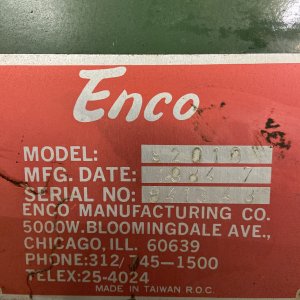 Enco
MODEL:
MFG. DATE:
SERIAL NO:
ENCO MANUFACTURING CO.
5000W.BLOOMINGDALE AVE.,
CHICAGO,ILL. 60639
PHONE:312/745-1500
TELEX:25-4024
MADE IN TAIWAN R.O.C.